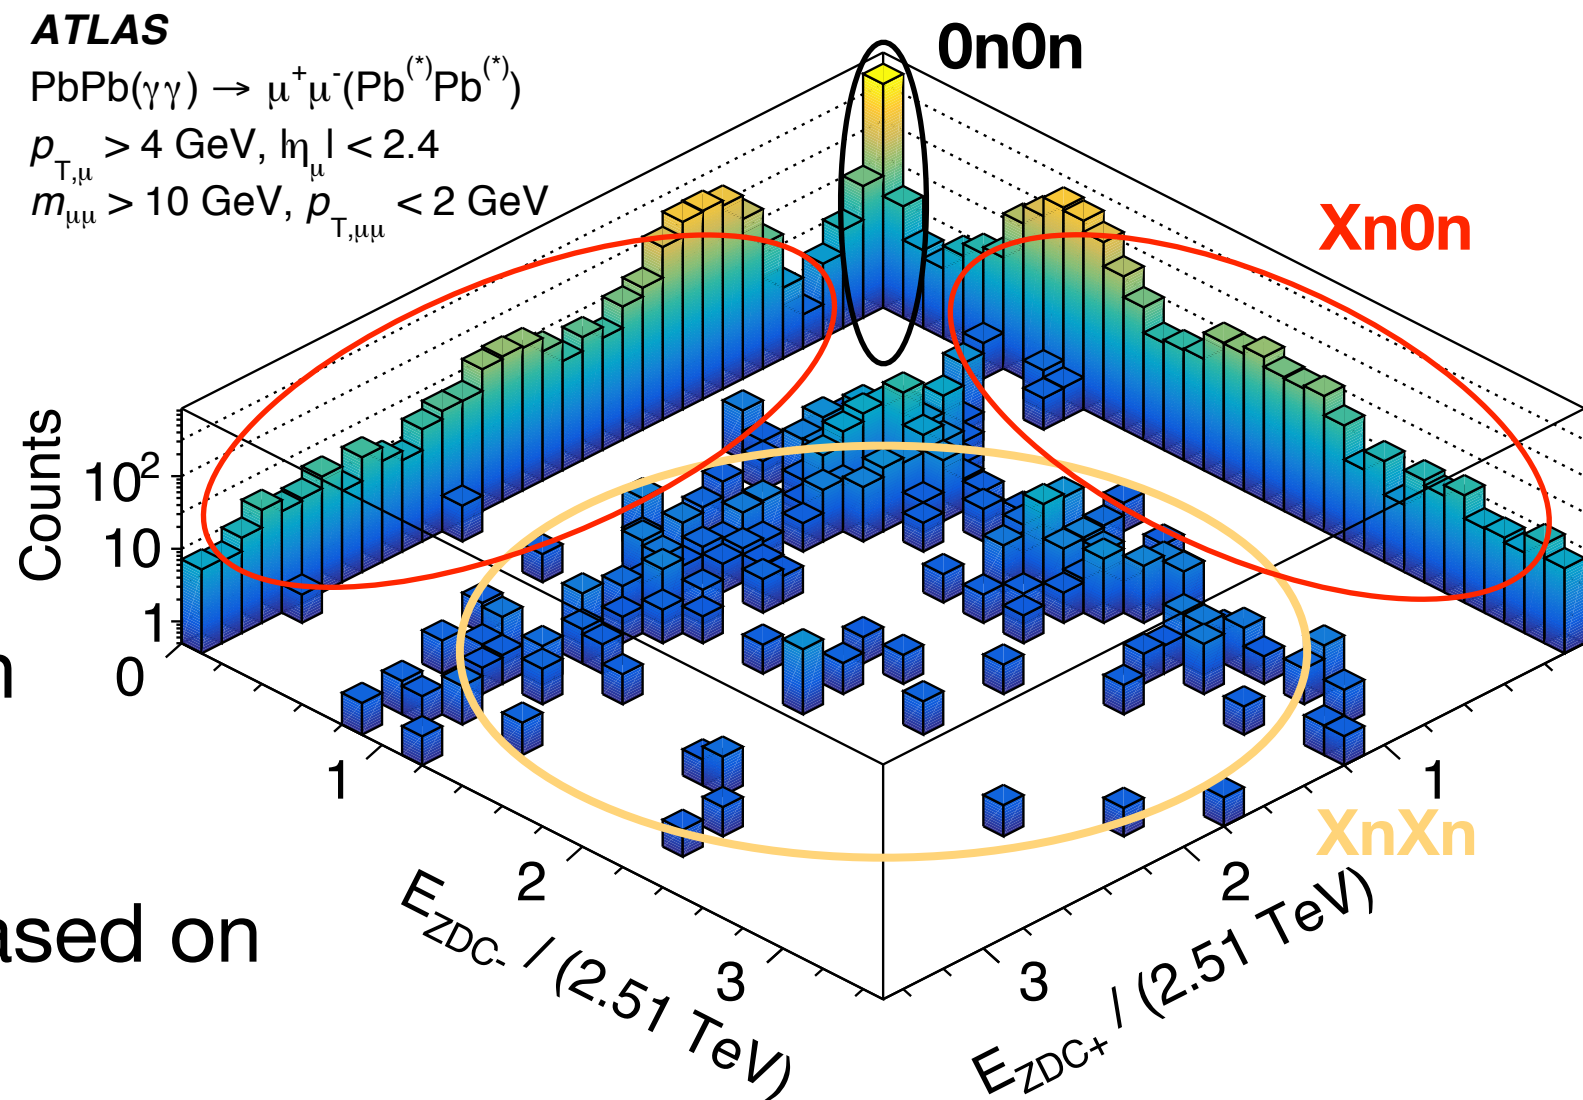 ATLAS
PbPb(γγ) → μ⁺μ⁻(Pb⁽*⁾Pb⁽*⁾)
p_T,μ > 4 GeV, |η_μ| < 2.4
m_μμ > 10 GeV, p_T,μμ < 2 GeV
0n0n
Xn0n
XnXn
Counts
10²
10
1
0
1
2
3
E_ZDC- / (2.51 TeV)
1
2
3
E_ZDC+ / (2.51 TeV)
ased on